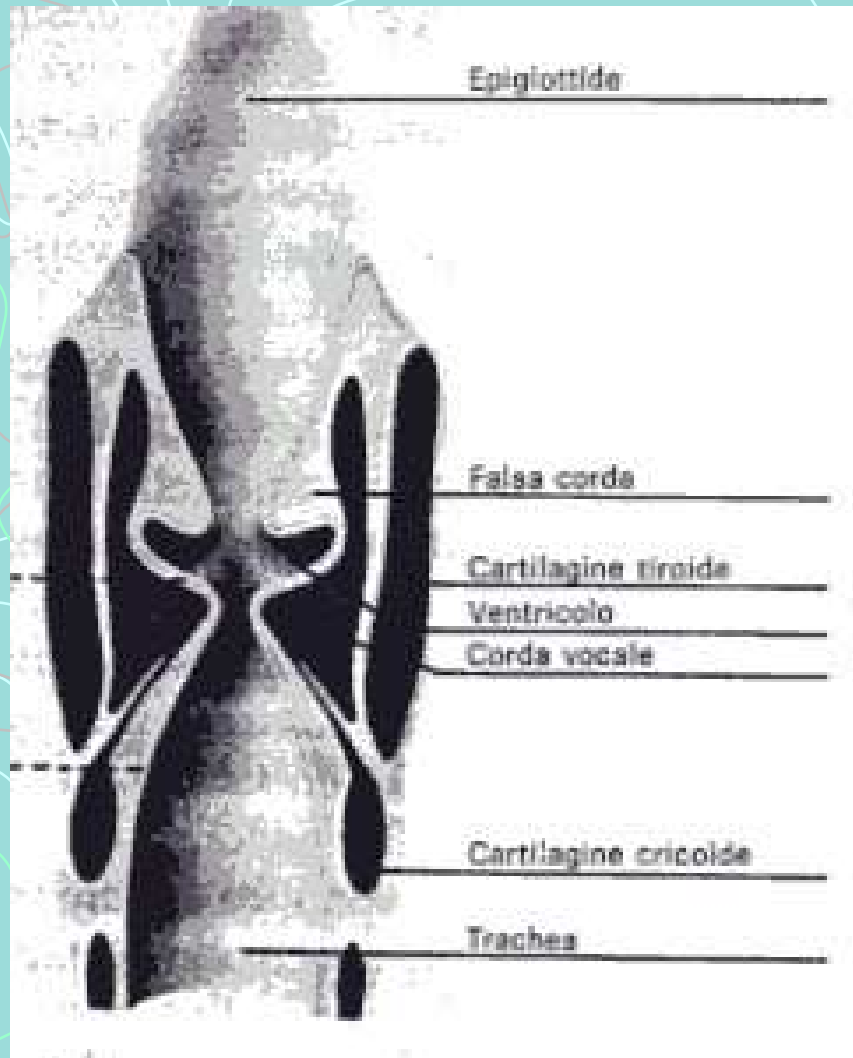 Epiglottide
Falsa corda
Cartilagine tiroide
Ventricolo
Corda vocale
Cartilagine cricoide
Trachea